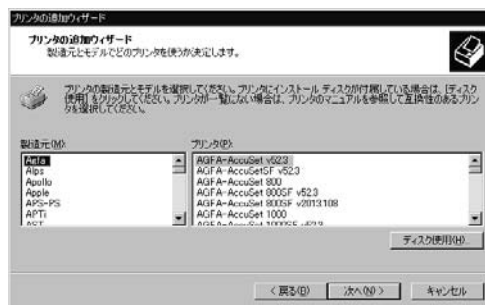 プリンタの追加ウィザード
プリンタの追加ウィザード
製造元とモデルでどのプリンタを使うか決定します。
プリンタの製造元とモデルを選択してください。プリンタにインストール ディスクが付属している場合は、[ディスク
使用] をクリックしてください。プリンタが一覧にない場合は、プリンタのマニュアルを参照して互換性のあるプリン
タを選択してください。
製造元(M):
プリンタ(P):
Agfa
Alps
Apollo
Apple
APS-PS
APTi
AST
AGFA-AccuSet v52.3
AGFA-AccuSetSF v52.3
AGFA-AccuSet 800
AGFA-AccuSet 800SF v52.3
AGFA-AccuSet 800SF v2013.108
AGFA-AccuSet 1000
AGFA-AccuSet 1000SF v52.3
ディスク使用(H)...
< 戻る(B)
次へ(N) >
キャンセル